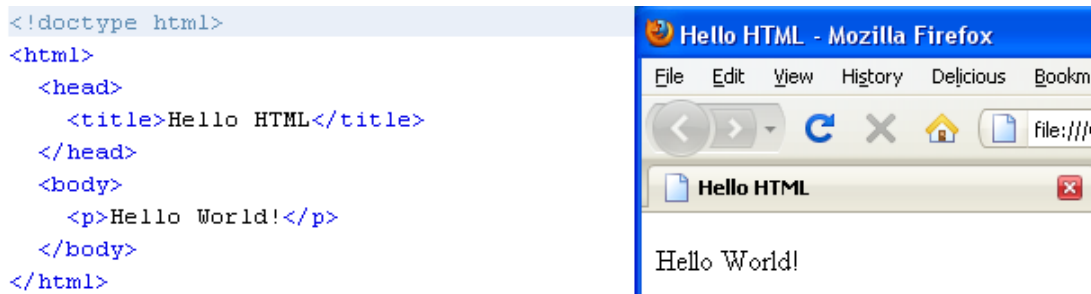 <!doctype html>
<html>
  <head>
    <title>Hello HTML</title>
  </head>
  <body>
    <p>Hello World!</p>
  </body>
</html>
Hello HTML - Mozilla Firefox
File Edit View History Delicious
file:///
Hello HTML
Hello World!